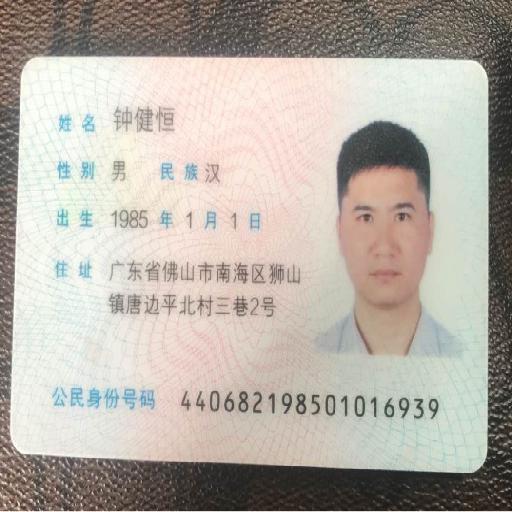 姓名 钟健恒
性别 男 民族 汉
出生 1985 年 1 月 1 日
住址 广东省佛山市南海区狮山
镇唐边平北村三巷2号
公民身份号码 440682198501016939